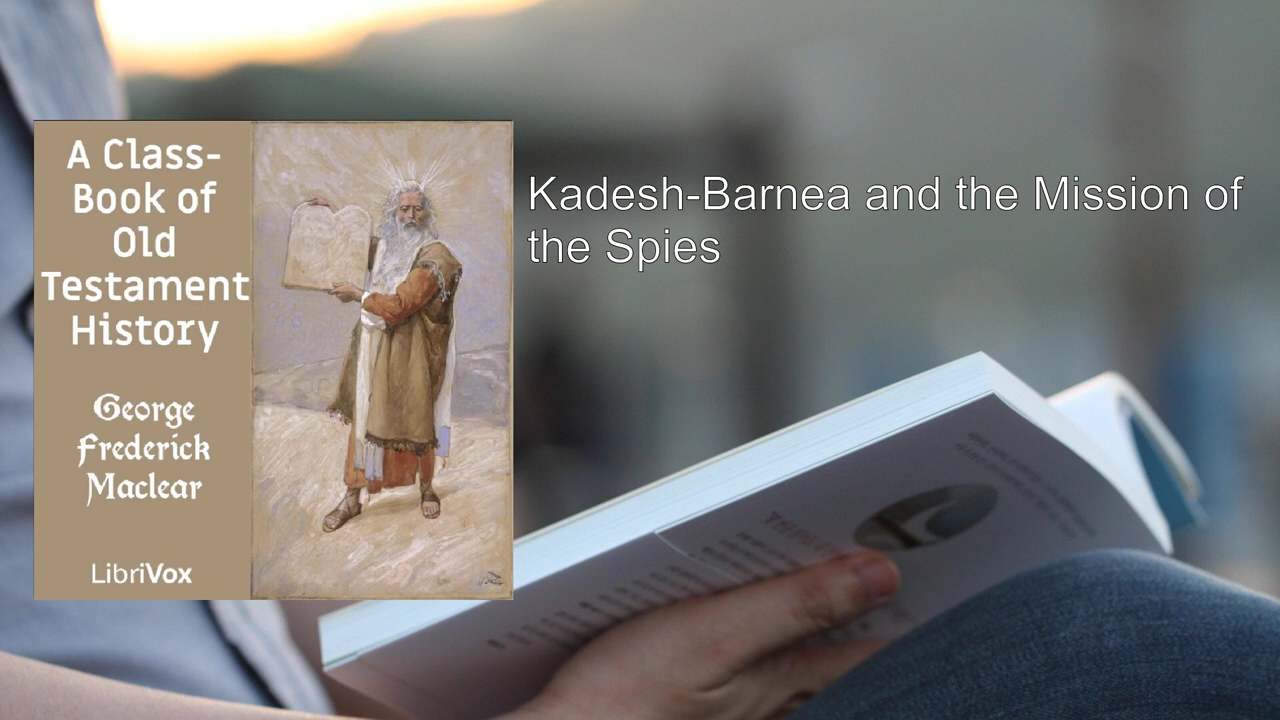 A Class-
Book of
Old
Testament
History
George
Frederick
Maclear
LibriVox
Kadesh-Barnea and the Mission of
the Spies